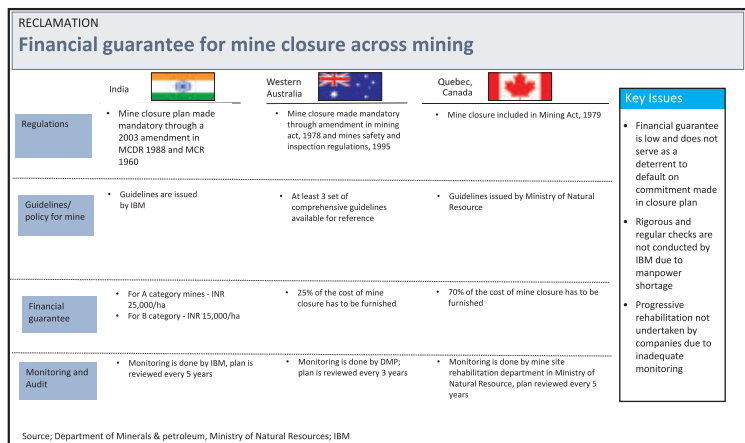 RECLAMATION
Financial guarantee for mine closure across mining
India
Western
Australia
Quebec,
Canada
Key Issues
Regulations
• Mine closure plan made
mandatory through a
2003 amendment in
MCDR 1988 and MCR
1960
• Mine closure made mandatory
through amendment in mining
act, 1978 and mines safety and
inspection regulations, 1995
• Mine closure included in Mining Act, 1979
Guidelines/
policy for mine
• Guidelines are issued
by IBM
• At least 3 set of
comprehensive guidelines
available for reference
• Guidelines issued by Ministry of Natural
Resource
Financial
guarantee
• For A category mines - INR
25,000/ha
• For B category - INR 15,000/ha
• 25% of the cost of mine
closure has to be furnished
• 70% of the cost of mine closure has to be
furnished
Monitoring and
Audit
• Monitoring is done by IBM, plan is
reviewed every 5 years
• Monitoring is done by DMP;
plan is reviewed every 3 years
• Monitoring is done by mine site
rehabilitation department in Ministry of
Natural Resource, plan reviewed every 5
years
• Financial guarantee
is low and does not
serve as a
deterrent to
default on
commitment made
in closure plan
• Rigorous and
regular checks are
not conducted by
IBM due to
manpower
shortage
• Progressive
rehabilitation not
undertaken by
companies due to
inadequate
monitoring
Source; Department of Minerals & petroleum, Ministry of Natural Resources; IBM